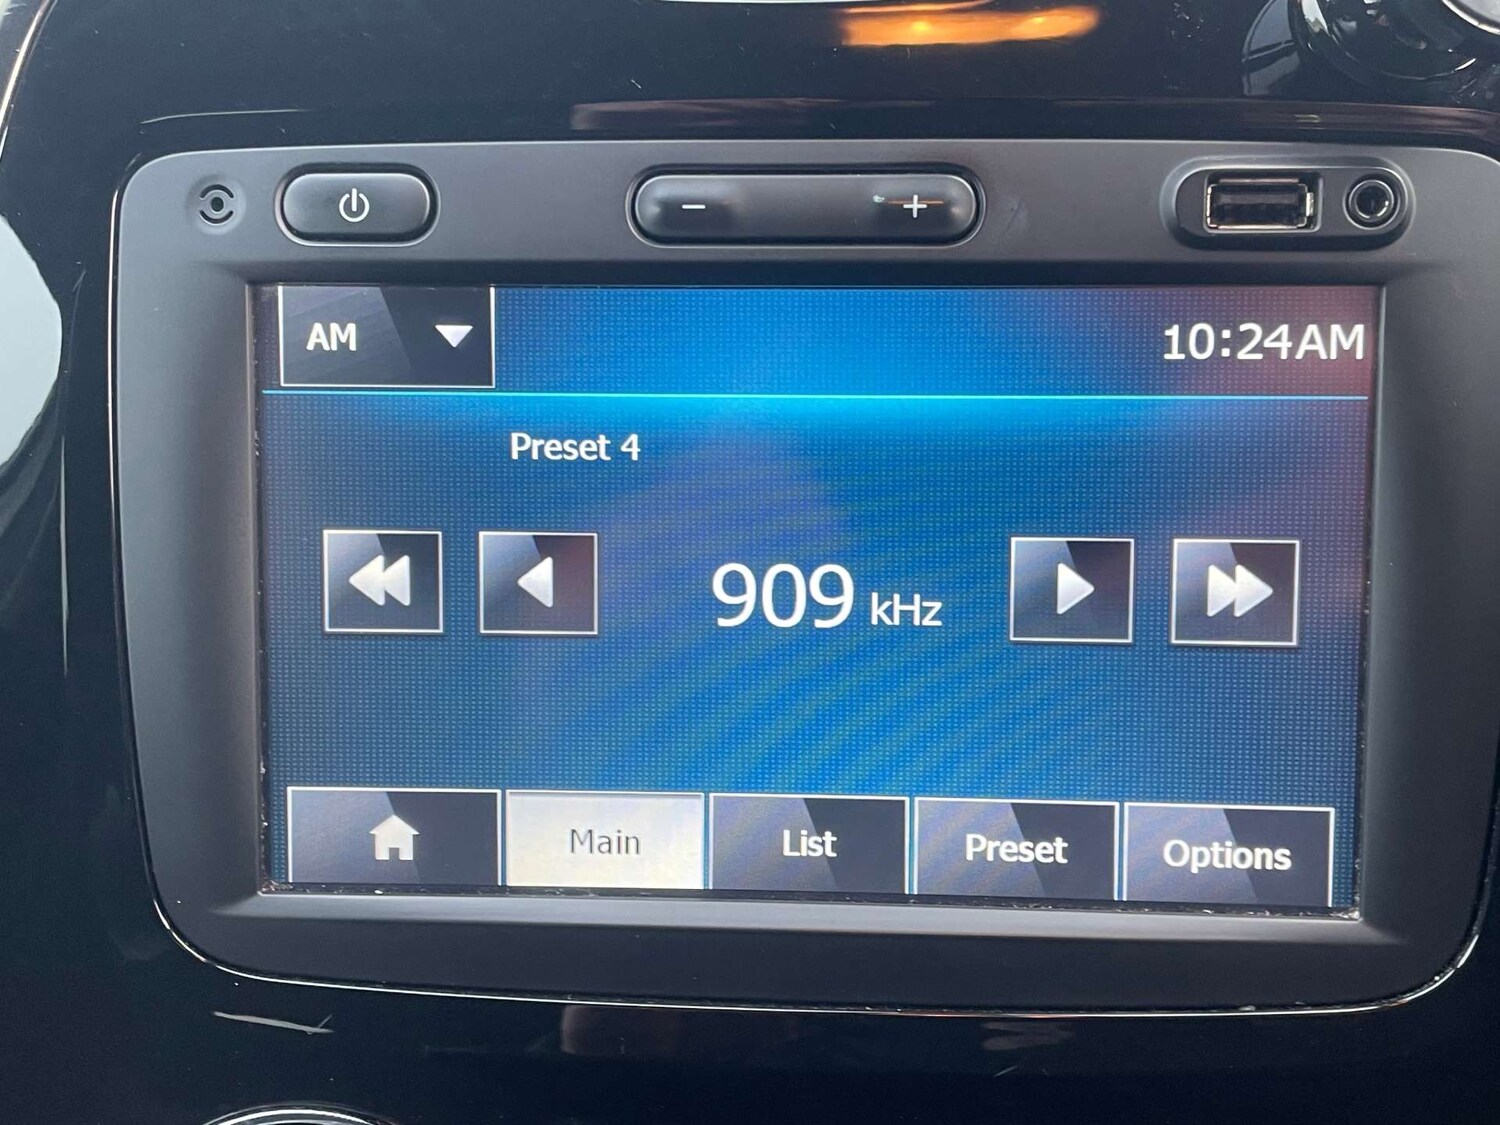 AM
10:24AM
Preset 4
909 kHz
Main
List
Preset
Options